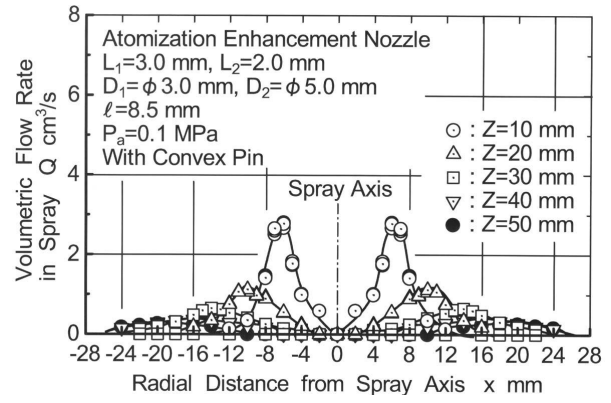 Volumetric Flow Rate
in Spray Q cm³/s
8
6
4
2
0
Atomization Enhancement Nozzle
L₁=3.0 mm, L₂=2.0 mm
D₁=φ3.0 mm, D₂=φ5.0 mm
ℓ=8.5 mm
Pₐ=0.1 MPa
With Convex Pin
Spray Axis
: Z=10 mm
: Z=20 mm
: Z=30 mm
: Z=40 mm
: Z=50 mm
-28 -24 -20 -16 -12 -8 -4 0 4 8 12 16 20 24 28
Radial Distance from Spray Axis x mm